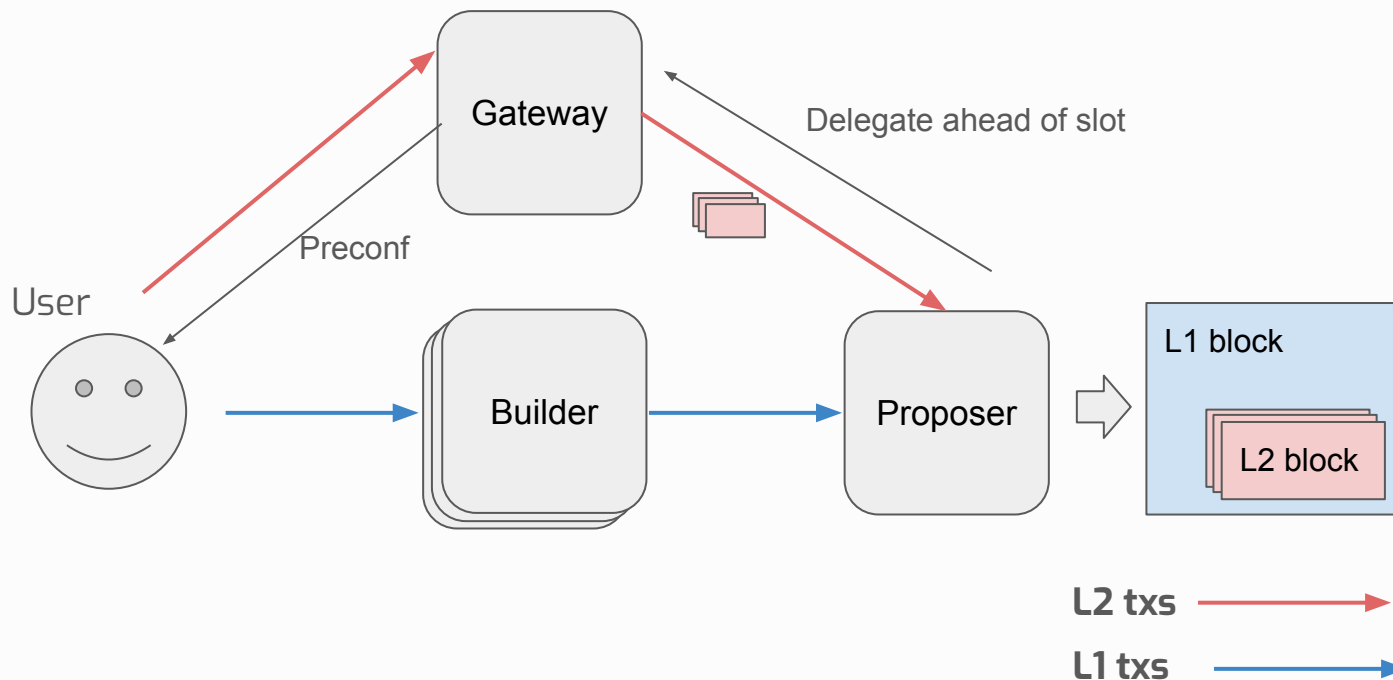 Gateway
Delegate ahead of slot
Preconf
User
Builder
Proposer
L1 block
L2 block
L2 txs
L1 txs